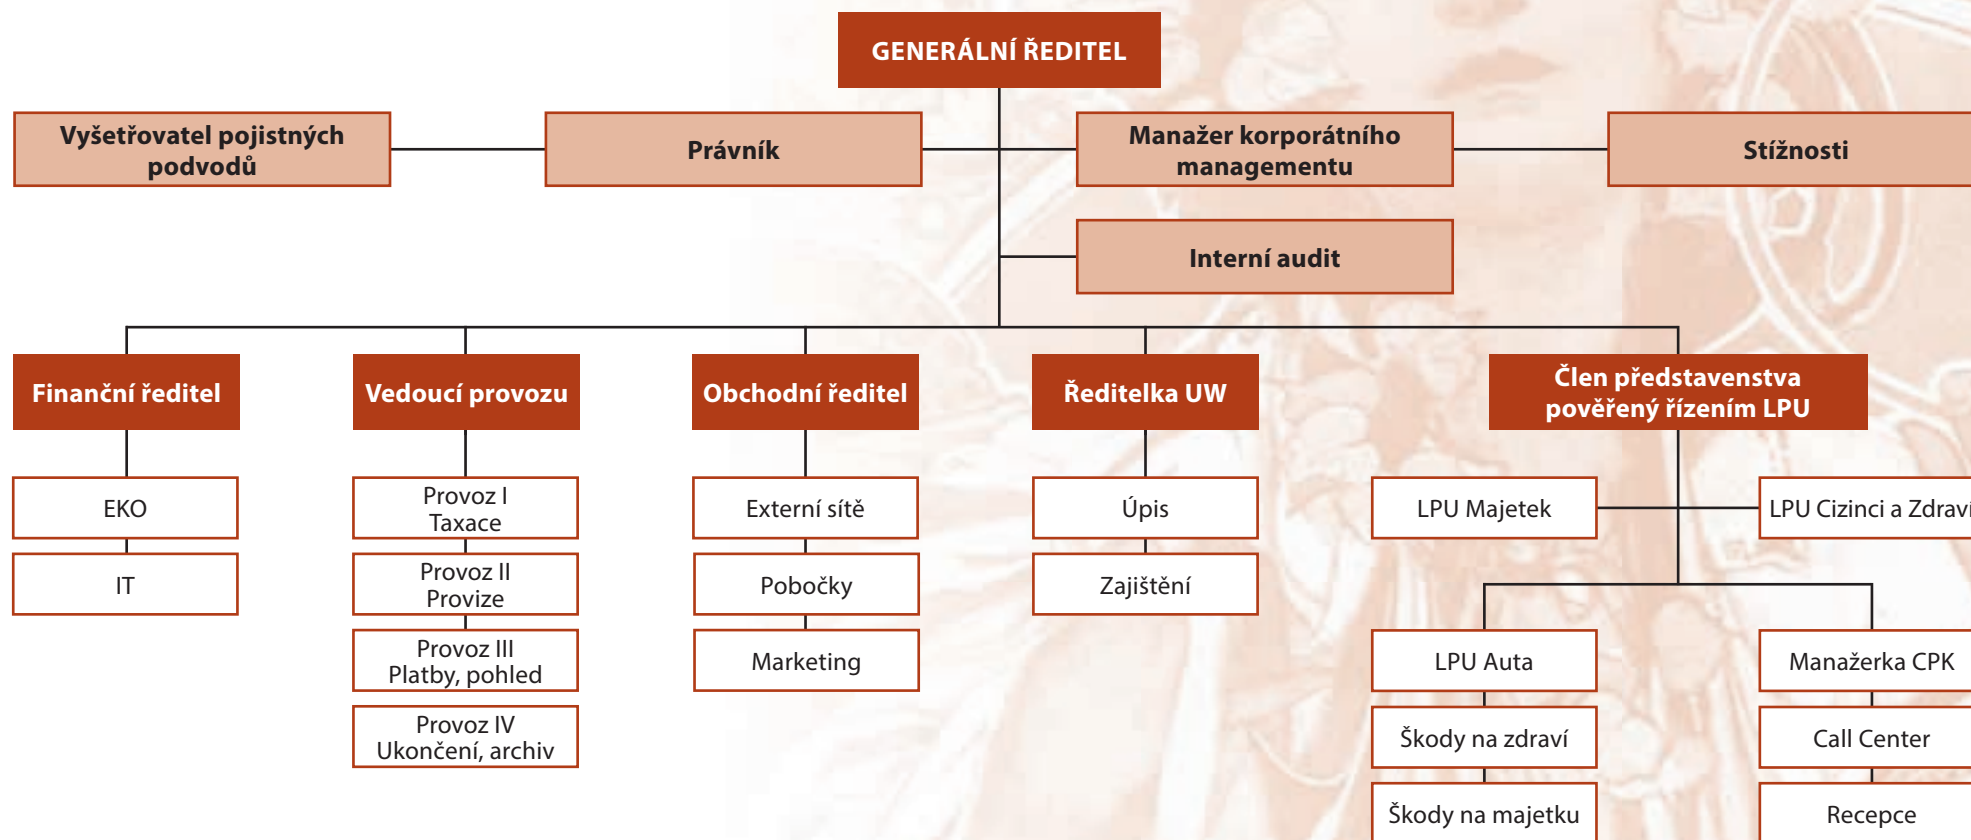 GENERÁLNÍ ŘEDITEL
Vyšetřovatel pojistných
podvodů
Právník
Manažer korporátního
managementu
Stížnosti
Interní audit
Finanční ředitel
Vedoucí provozu
Obchodní ředitel
Ředitelka UW
Člen představenstva
pověřený řízením LPU
EKO
Provoz I
Taxace
Externí sítě
Úpis
LPU Majetek
LPU Cizinci a Zdraví
IT
Provoz II
Provize
Pobočky
Zajištění
Provoz III
Platby, pohled
Marketing
LPU Auta
Manažerka CPK
Provoz IV
Ukončení, archiv
Škody na zdraví
Call Center
Škody na majetku
Recepce